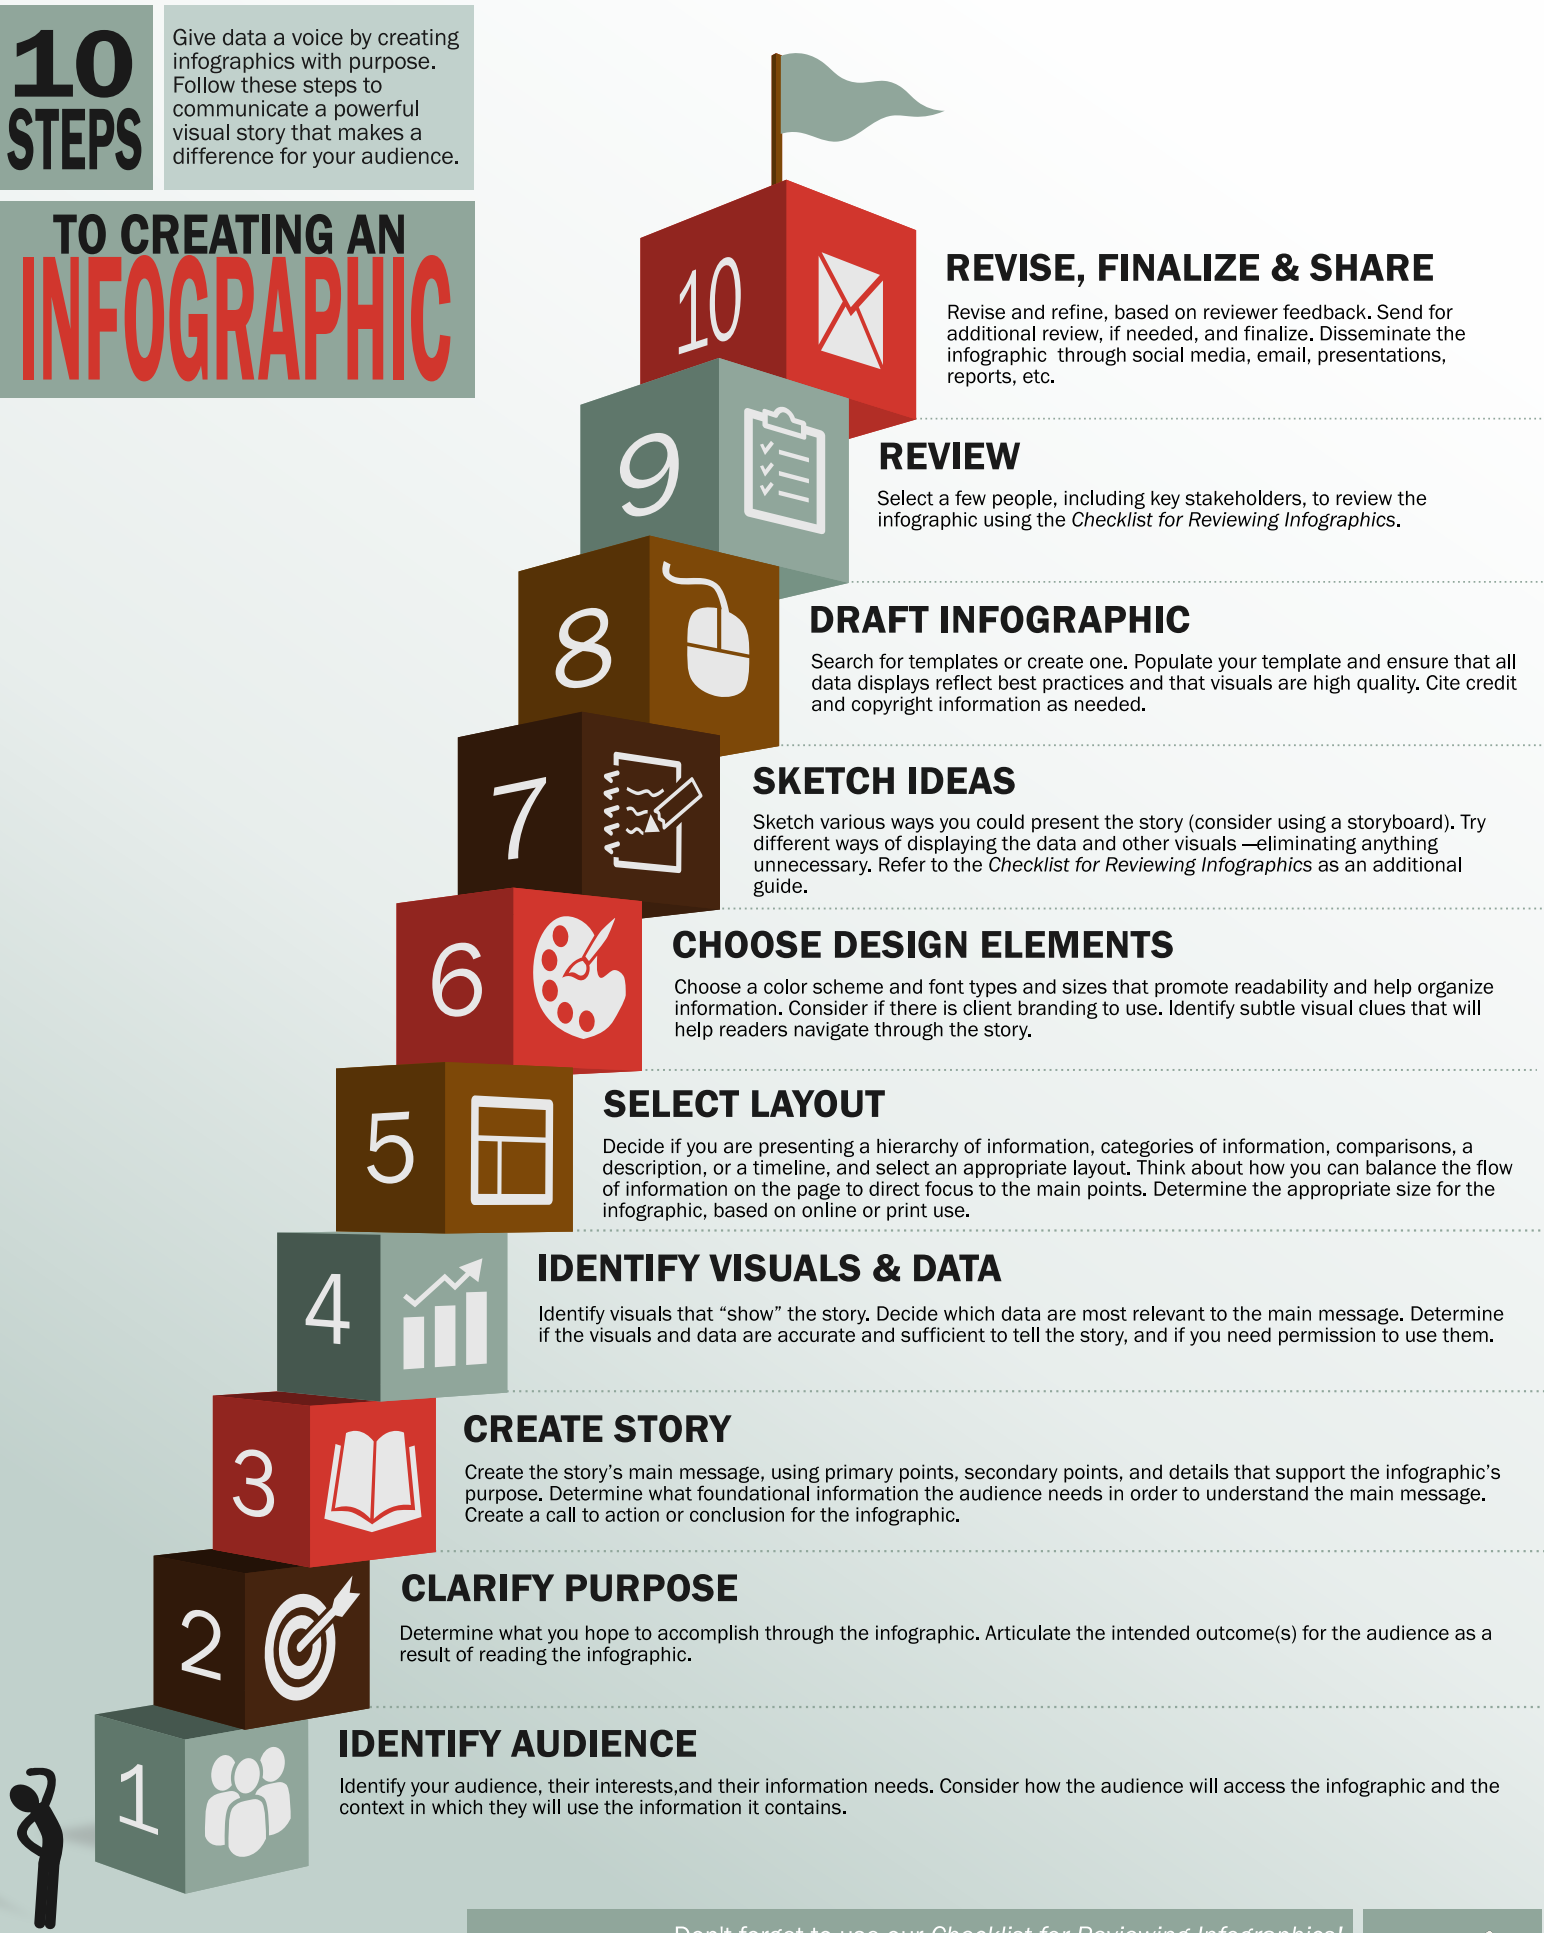 10
STEPS
Give data a voice by creating
infographics with purpose.
Follow these steps to
communicate a powerful
visual story that makes a
difference for your audience.
TO CREATING AN
INFOGRAPHIC
10
REVISE, FINALIZE & SHARE
Revise and refine, based on reviewer feedback. Send for
additional review, if needed, and finalize. Disseminate the
infographic through social media, email, presentations,
reports, etc.
9
REVIEW
Select a few people, including key stakeholders, to review the
infographic using the Checklist for Reviewing Infographics.
8
DRAFT INFOGRAPHIC
Search for templates or create one. Populate your template and ensure that all
data displays reflect best practices and that visuals are high quality. Cite credit
and copyright information as needed.
7
SKETCH IDEAS
Sketch various ways you could present the story (consider using a storyboard). Try
different ways of displaying the data and other visuals —eliminating anything
unnecessary. Refer to the Checklist for Reviewing Infographics as an additional
guide.
6
CHOOSE DESIGN ELEMENTS
Choose a color scheme and font types and sizes that promote readability and help organize
information. Consider if there is client branding to use. Identify subtle visual clues that will
help readers navigate through the story.
5
SELECT LAYOUT
Decide if you are presenting a hierarchy of information, categories of information, comparisons, a
description, or a timeline, and select an appropriate layout. Think about how you can balance the flow
of information on the page to direct focus to the main points. Determine the appropriate size for the
infographic, based on online or print use.
4
IDENTIFY VISUALS & DATA
Identify visuals that “show” the story. Decide which data are most relevant to the main message. Determine
if the visuals and data are accurate and sufficient to tell the story, and if you need permission to use them.
3
CREATE STORY
Create the story’s main message, using primary points, secondary points, and details that support the infographic’s
purpose. Determine what foundational information the audience needs in order to understand the main message.
Create a call to action or conclusion for the infographic.
2
CLARIFY PURPOSE
Determine what you hope to accomplish through the infographic. Articulate the intended outcome(s) for the audience as a
result of reading the infographic.
1
IDENTIFY AUDIENCE
Identify your audience, their interests,and their information needs. Consider how the audience will access the infographic and the
context in which they will use the information it contains.
Don't forget to use our Checklist for Reviewing Infographics!